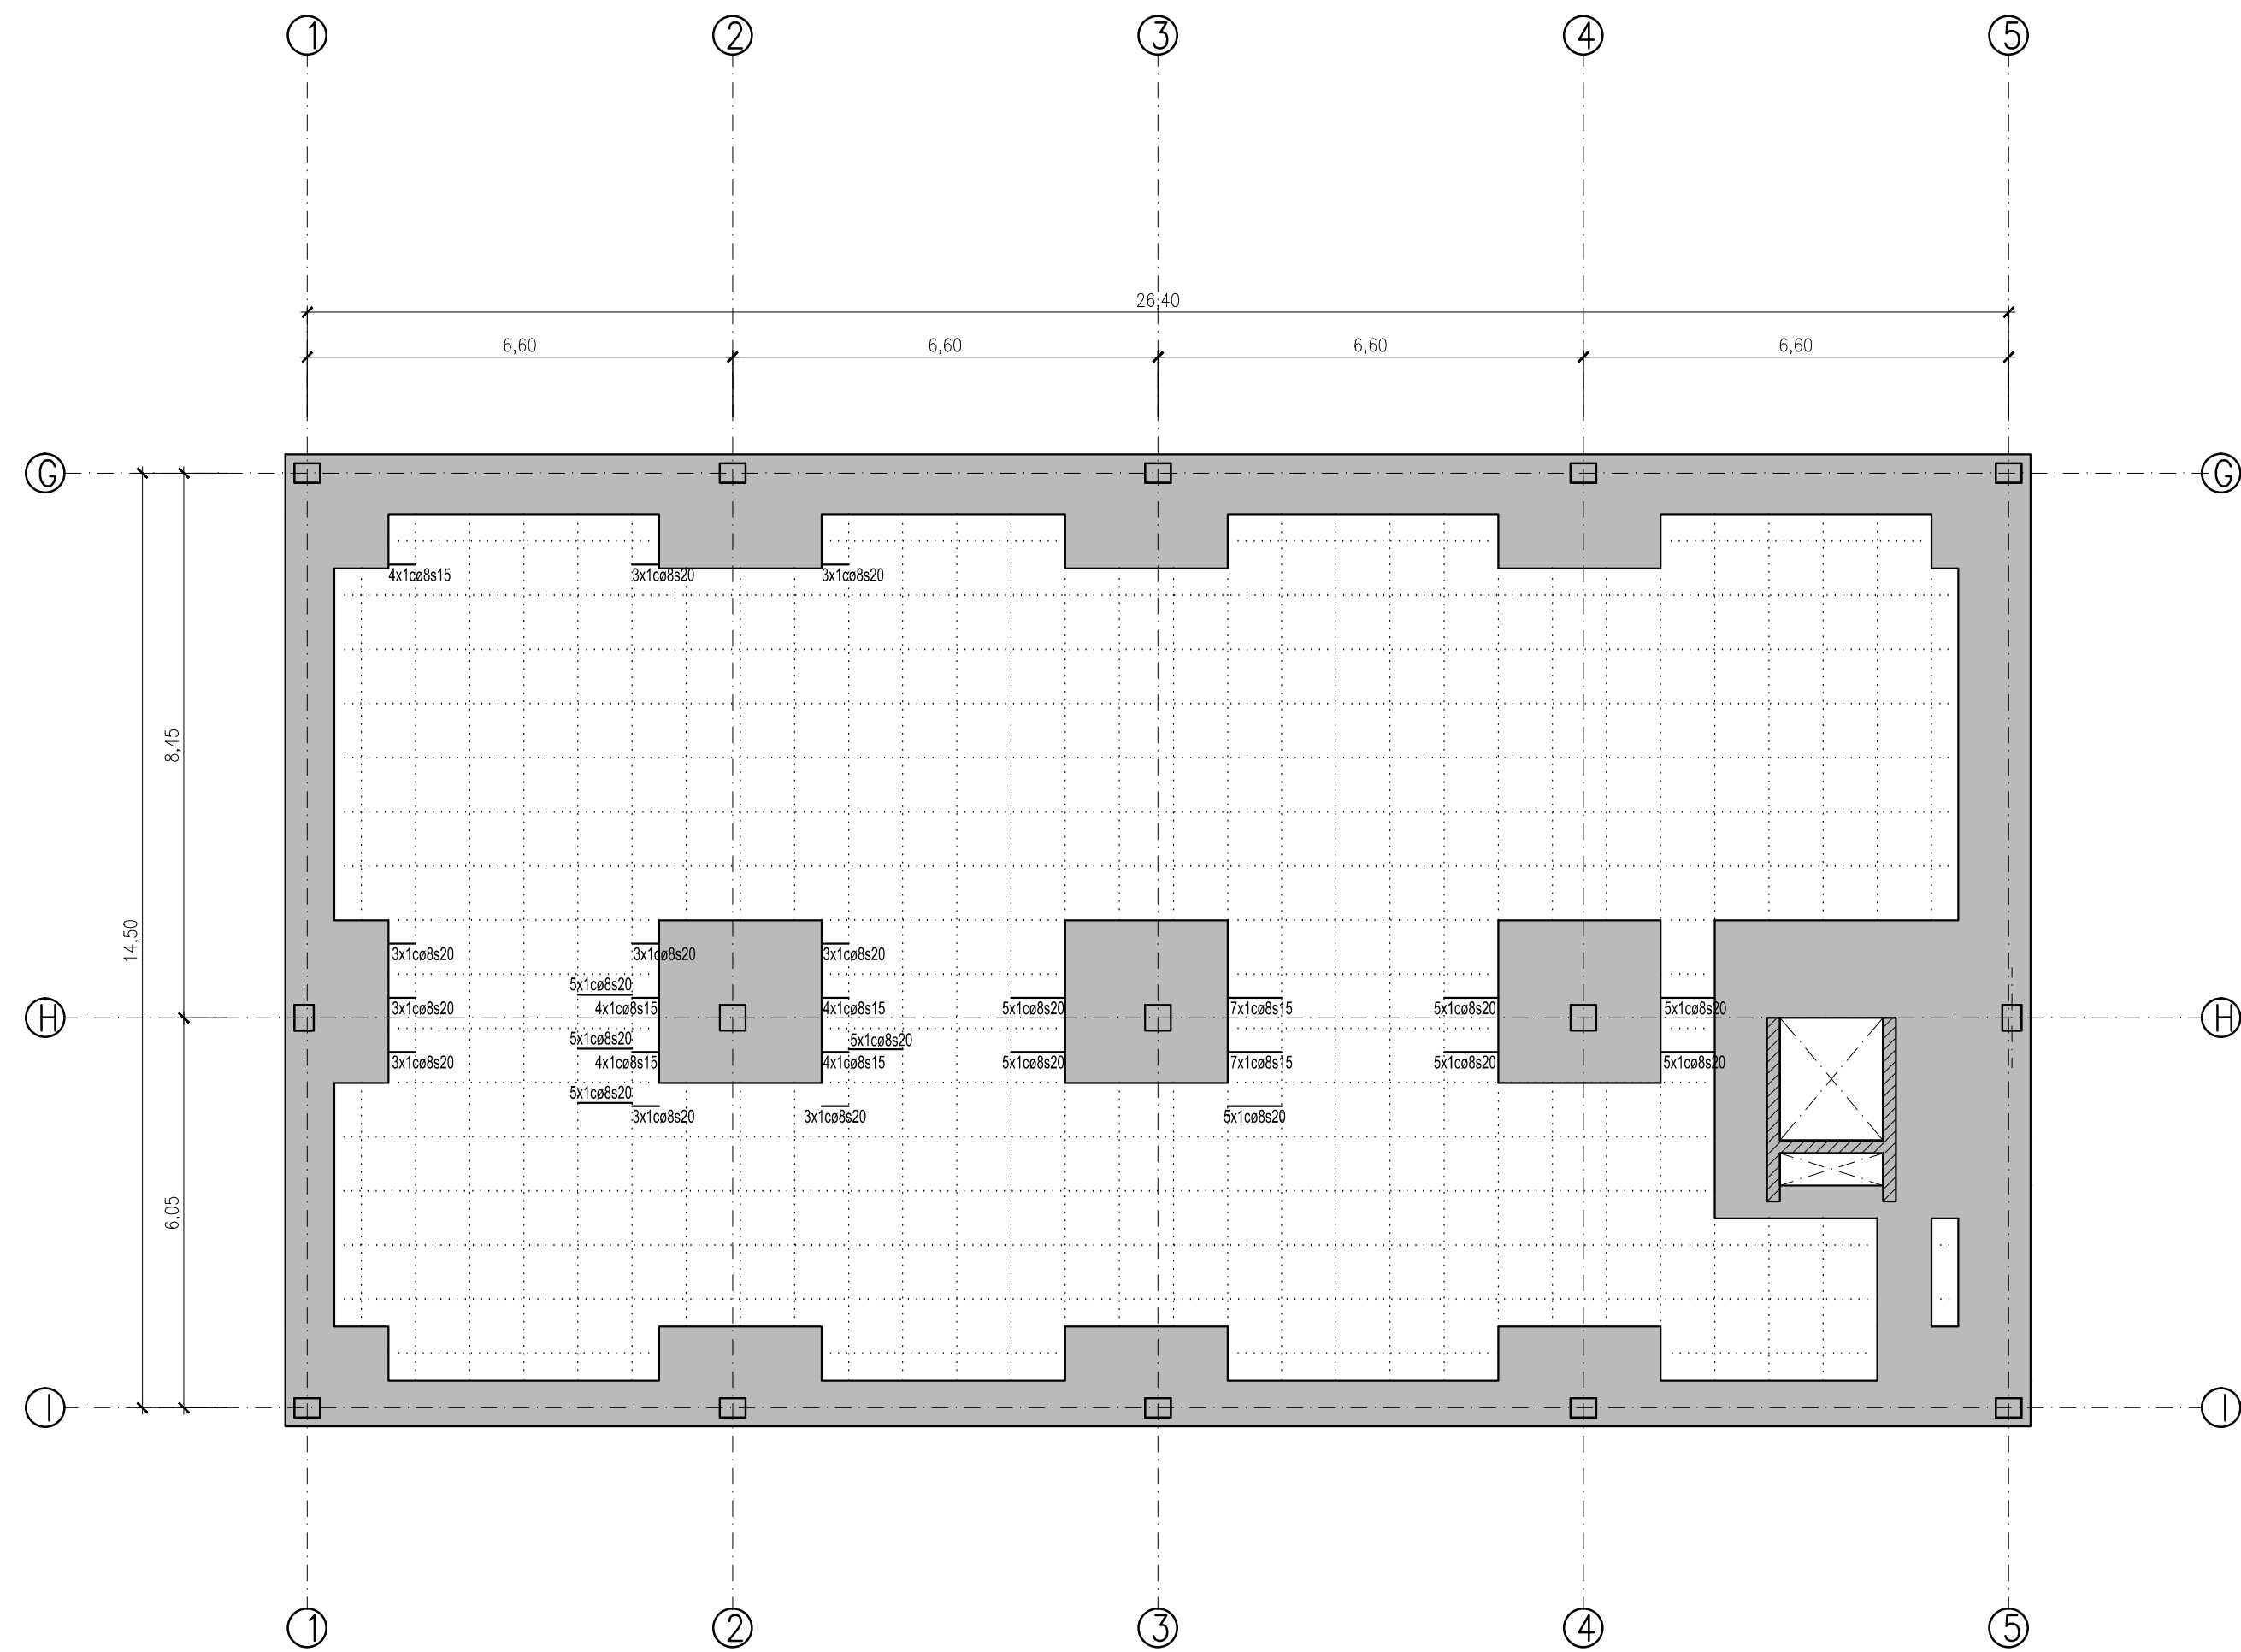 1 2 3 4 5
26,40
6,60 6,60 6,60 6,60
G G
4x1cø8s15 3x1cø8s20 3x1cø8s20
8,45
14,50
3x1cø8s20 3x1cø8s20 3x1cø8s20
5x1cø8s20
3x1cø8s20 4x1cø8s15 4x1cø8s15 5x1cø8s20 7x1cø8s15 5x1cø8s20 5x1cø8s20
H H
5x1cø8s20 5x1cø8s20
3x1cø8s20 4x1cø8s15 4x1cø8s15 5x1cø8s20 7x1cø8s15 5x1cø8s20 5x1cø8s20
5x1cø8s20
3x1cø8s20 3x1cø8s20 5x1cø8s20
6,05
I I
1 2 3 4 5